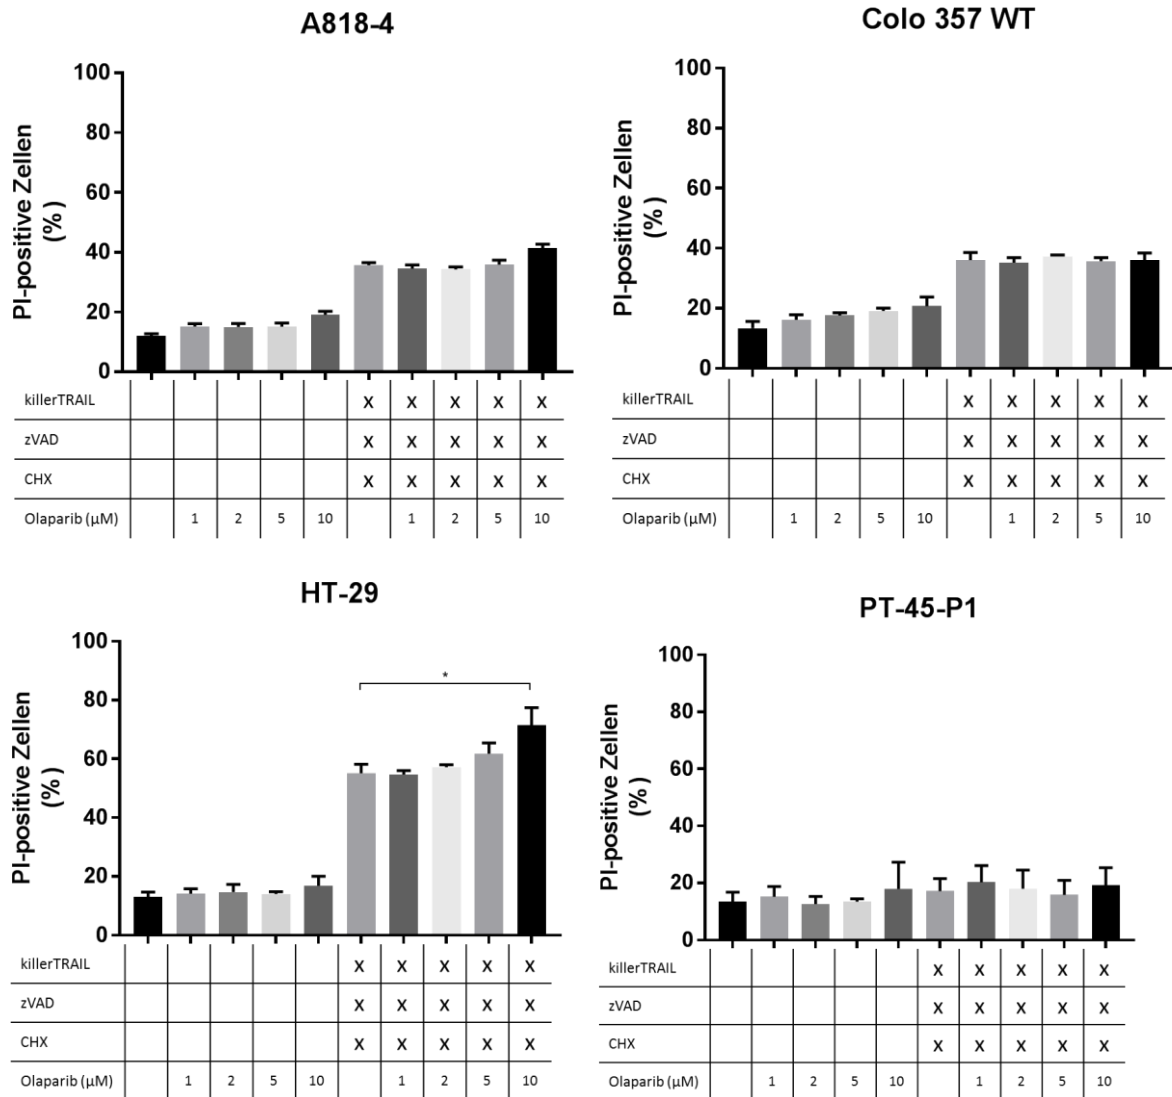 A818-4
PI-positive Zellen
(%)
100
80
60
40
20
0
killerTRAIL X X X X X
zVAD X X X X X
CHX X X X X X
Olaparib (µM) 1 2 5 10 1 2 5 10
Colo 357 WT
PI-positive Zellen
(%)
100
80
60
40
20
0
killerTRAIL X X X X X
zVAD X X X X X
CHX X X X X X
Olaparib (µM) 1 2 5 10 1 2 5 10
HT-29
PI-positive Zellen
(%)
100
80
60
40
20
0
*
killerTRAIL X X X X X
zVAD X X X X X
CHX X X X X X
Olaparib (µM) 1 2 5 10 1 2 5 10
PT-45-P1
PI-positive Zellen
(%)
100
80
60
40
20
0
killerTRAIL X X X X X
zVAD X X X X X
CHX X X X X X
Olaparib (µM) 1 2 5 10 1 2 5 10